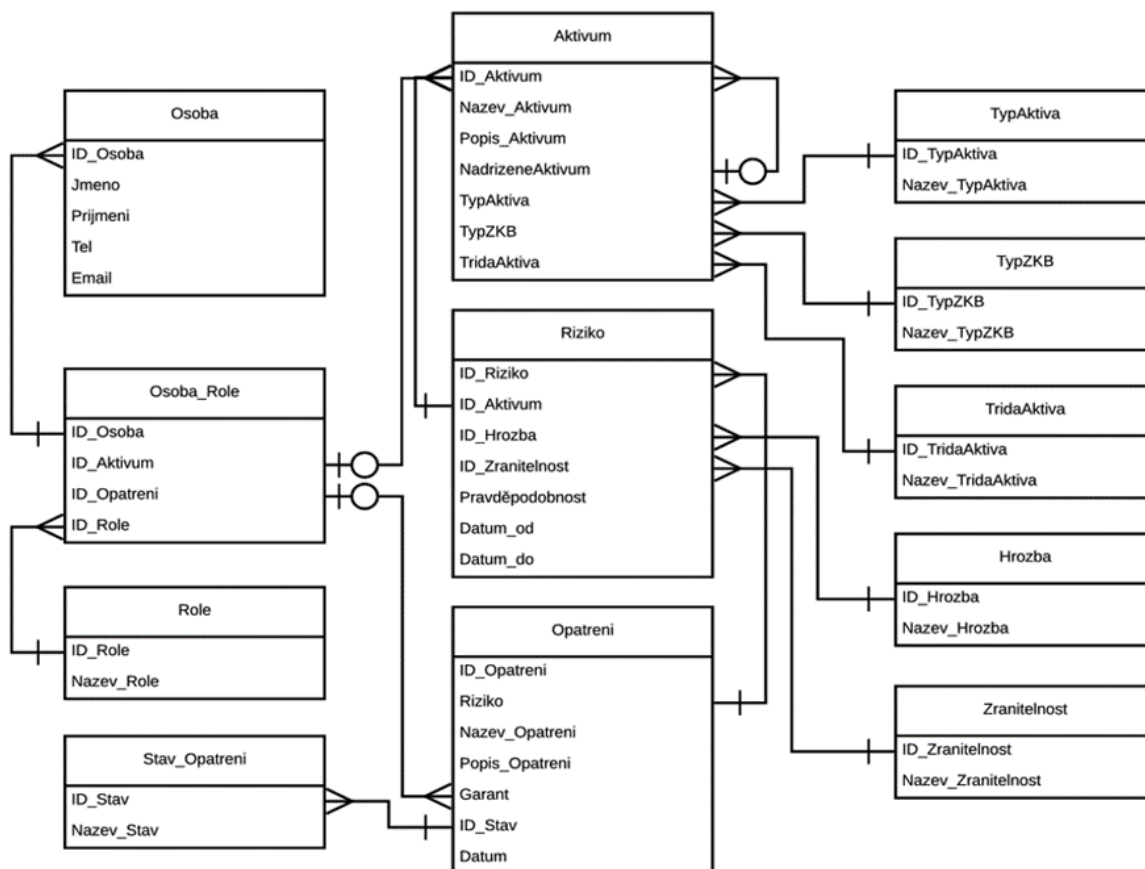 Osoba
ID_Osoba
Jmeno
Prijmeni
Tel
Email
Osoba_Role
ID_Osoba
ID_Aktivum
ID_Opatreni
ID_Role
Role
ID_Role
Nazev_Role
Stav_Opatreni
ID_Stav
Nazev_Stav
Aktivum
ID_Aktivum
Nazev_Aktivum
Popis_Aktivum
NadrizeneAktivum
TypAktiva
TypZKB
TridaAktiva
Riziko
ID_Riziko
ID_Aktivum
ID_Hrozba
ID_Zranitelnost
Pravděpodobnost
Datum_od
Datum_do
Opatreni
ID_Opatreni
Riziko
Nazev_Opatreni
Popis_Opatreni
Garant
ID_Stav
Datum
TypAktiva
ID_TypAktiva
Nazev_TypAktiva
TypZKB
ID_TypZKB
Nazev_TypZKB
TridaAktiva
ID_TridaAktiva
Nazev_TridaAktiva
Hrozba
ID_Hrozba
Nazev_Hrozba
Zranitelnost
ID_Zranitelnost
Nazev_Zranitelnost